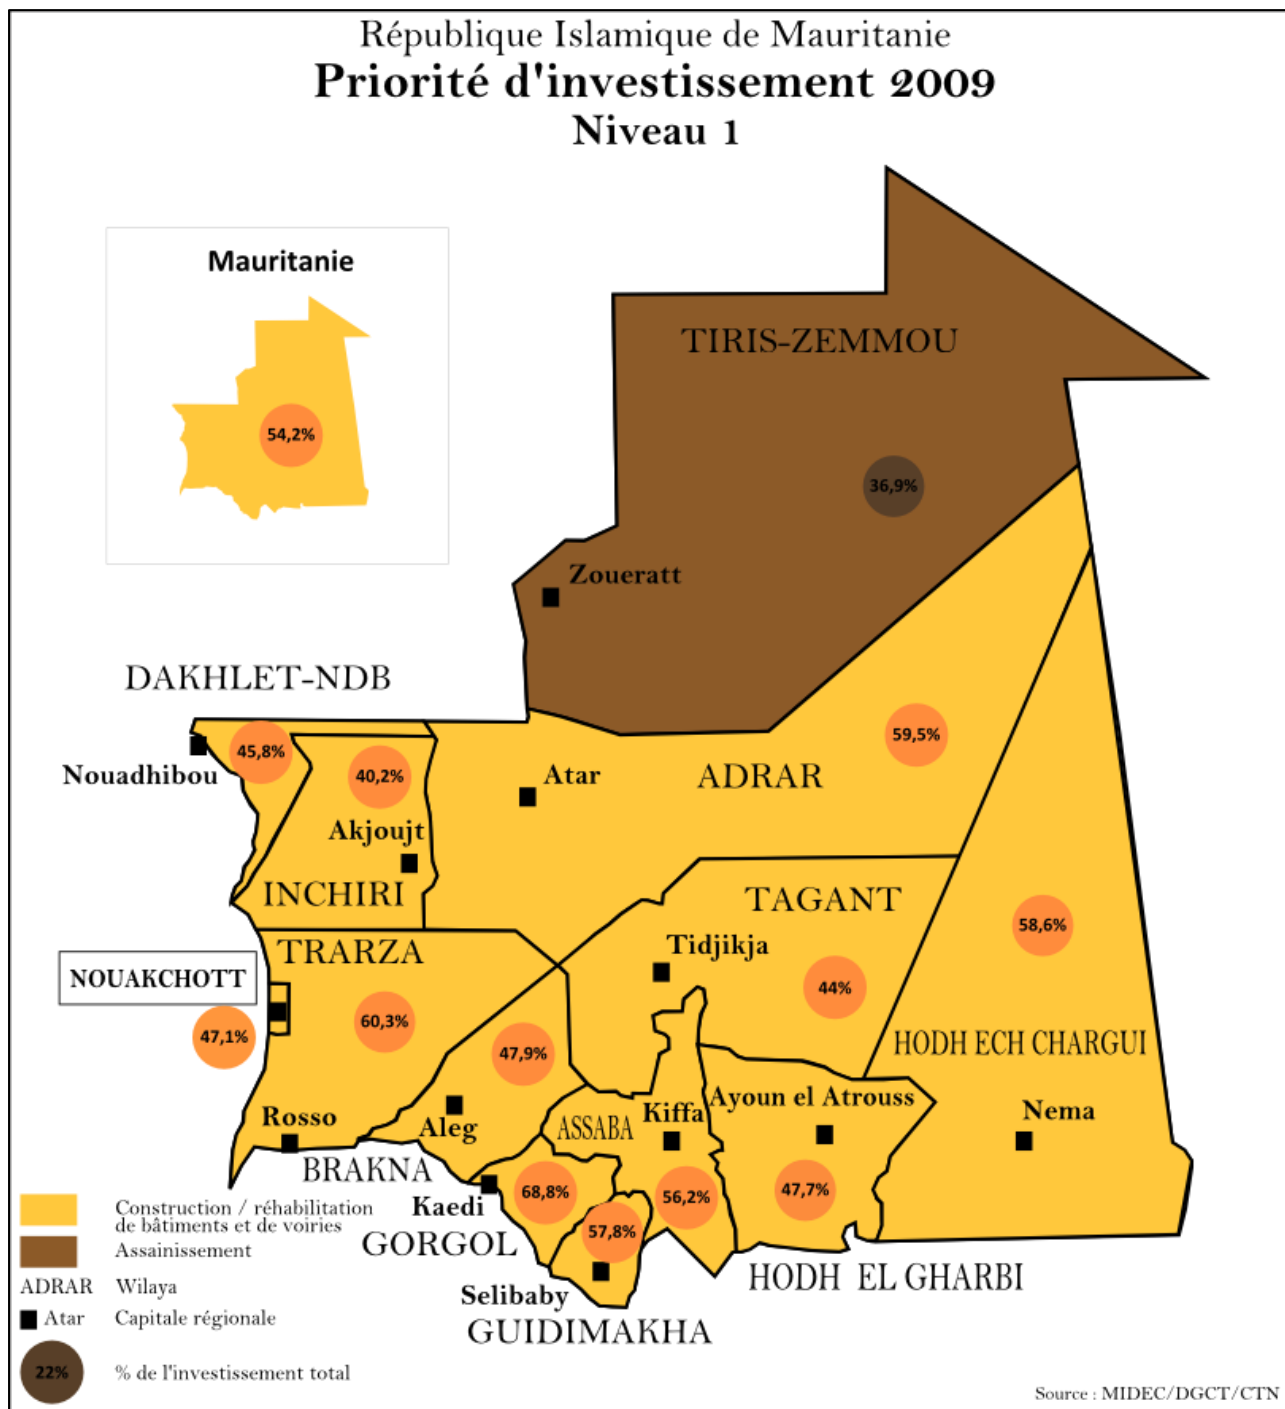 République Islamique de Mauritanie
Priorité d'investissement 2009
Niveau 1
Mauritanie
54,2%
TIRIS-ZEMMOU
36,9%
Zoueratt
DAKHLET-NDB
45,8%
Nouadhibou
40,2%
Akjoujt
INCHIRI
59,5%
Atar
ADRAR
TAGANT
Tidjikja
44%
58,6%
HODH ECH CHARGUI
Nema
TRARZA
NOUAKCHOTT
47,1%
60,3%
47,9%
Rosso
Aleg
BRAKNA
ASSABA
Kiffa
56,2%
Ayoun el Atrouss
47,7%
68,8%
Kaedi
GORGOL
57,8%
Selibaby
GUIDIMAKHA
HODH EL GHARBI
Construction / réhabilitation
de bâtiments et de voiries
Assainissement
ADRAR Wilaya
Atar Capitale régionale
22% % de l'investissement total
Source : MIDEC/DGCT/CTN